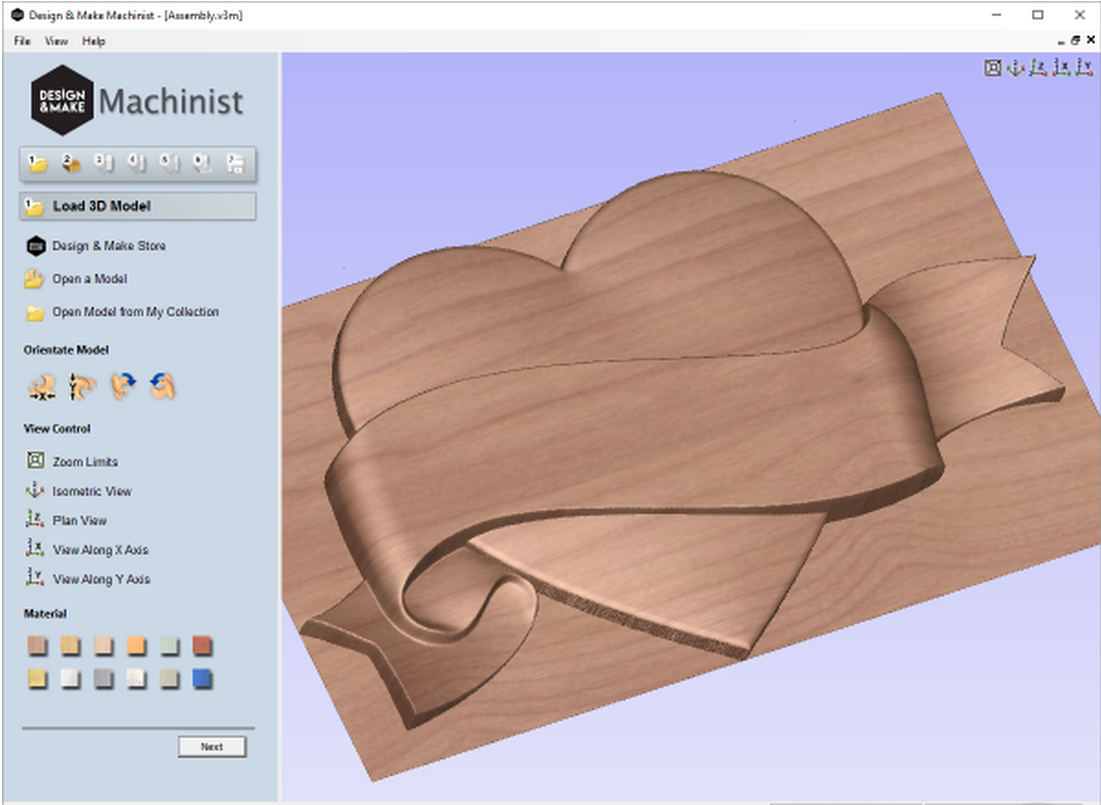 Design & Make Machinist - [Assembly.v3m]
File View Help
DESIGN
&MAKE
Machinist
1 2 3 4 5 6 7
1 Load 3D Model
Design & Make Store
Open a Model
Open Model from My Collection
Orientate Model
X Y
View Control
Zoom Limits
Isometric View
Plan View
View Along X Axis
View Along Y Axis
Material
Next